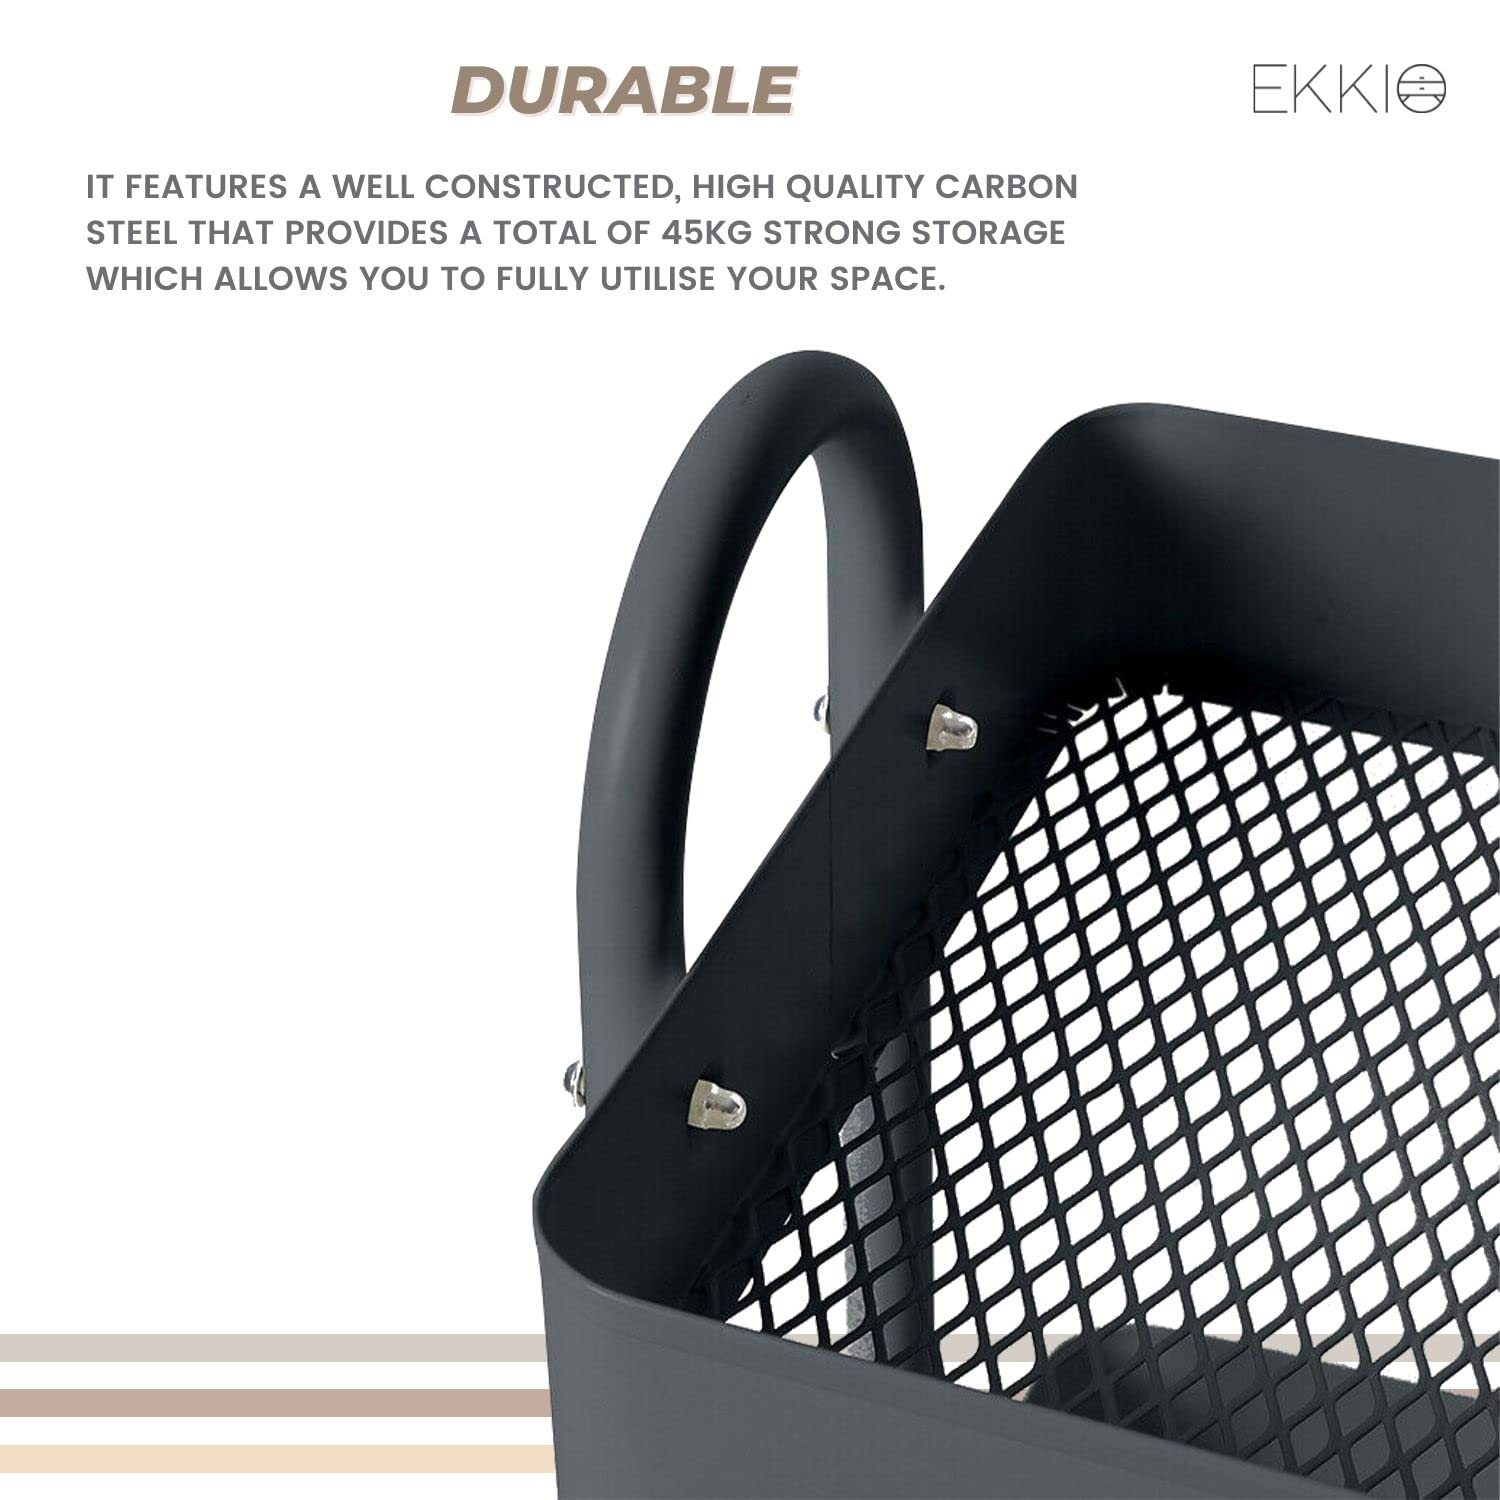 DURABLE
EKKIO
IT FEATURES A WELL CONSTRUCTED, HIGH QUALITY CARBON
STEEL THAT PROVIDES A TOTAL OF 45KG STRONG STORAGE
WHICH ALLOWS YOU TO FULLY UTILISE YOUR SPACE.